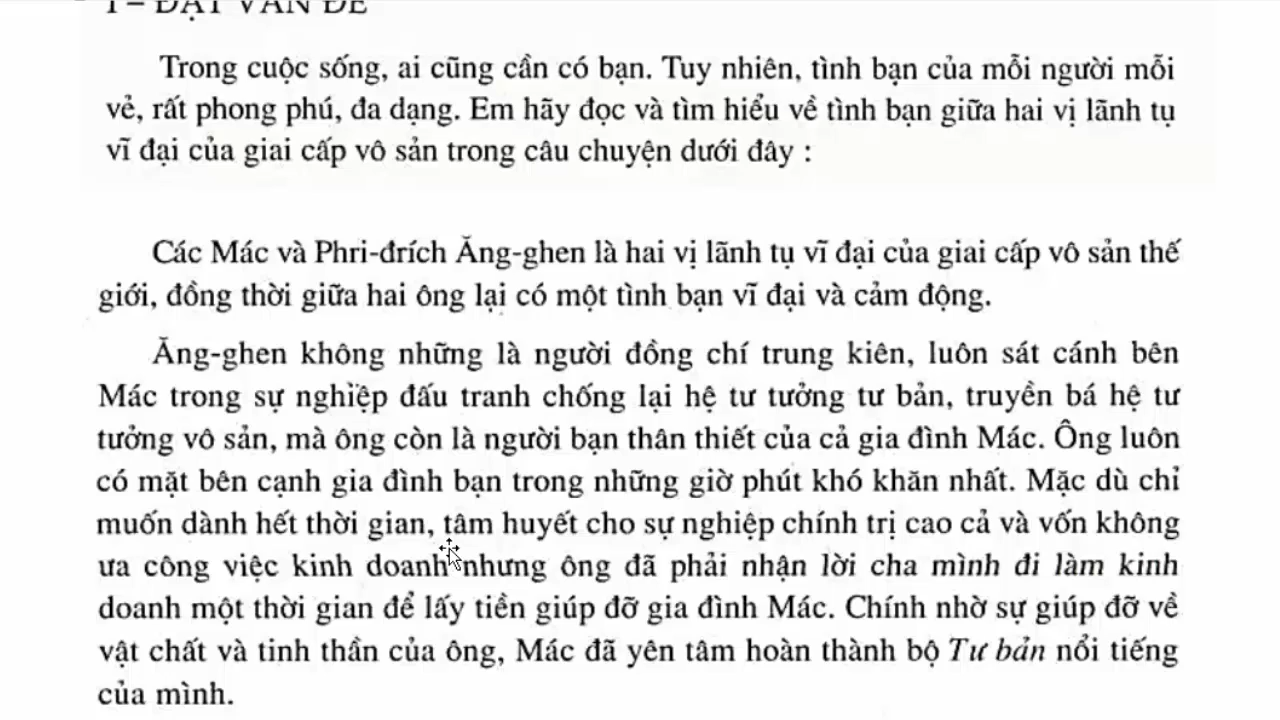 I – ĐẶT VẤN ĐỀ
Trong cuộc sống, ai cũng cần có bạn. Tuy nhiên, tình bạn của mỗi người mỗi
vẻ, rất phong phú, đa dạng. Em hãy đọc và tìm hiểu về tình bạn giữa hai vị lãnh tụ
vĩ đại của giai cấp vô sản trong câu chuyện dưới đây :
Các Mác và Phri-đrích Ăng-ghen là hai vị lãnh tụ vĩ đại của giai cấp vô sản thế
giới, đồng thời giữa hai ông lại có một tình bạn vĩ đại và cảm động.
Ăng-ghen không những là người đồng chí trung kiên, luôn sát cánh bên
Mác trong sự nghiệp đấu tranh chống lại hệ tư tưởng tư bản, truyền bá hệ tư
tưởng vô sản, mà ông còn là người bạn thân thiết của cả gia đình Mác. Ông luôn
có mặt bên cạnh gia đình bạn trong những giờ phút khó khăn nhất. Mặc dù chỉ
muốn dành hết thời gian, tâm huyết cho sự nghiệp chính trị cao cả và vốn không
ưa công việc kinh doanh nhưng ông đã phải nhận lời cha mình đi làm kinh
doanh một thời gian để lấy tiền giúp đỡ gia đình Mác. Chính nhờ sự giúp đỡ về
vật chất và tinh thần của ông, Mác đã yên tâm hoàn thành bộ Tư bản nổi tiếng
của mình.